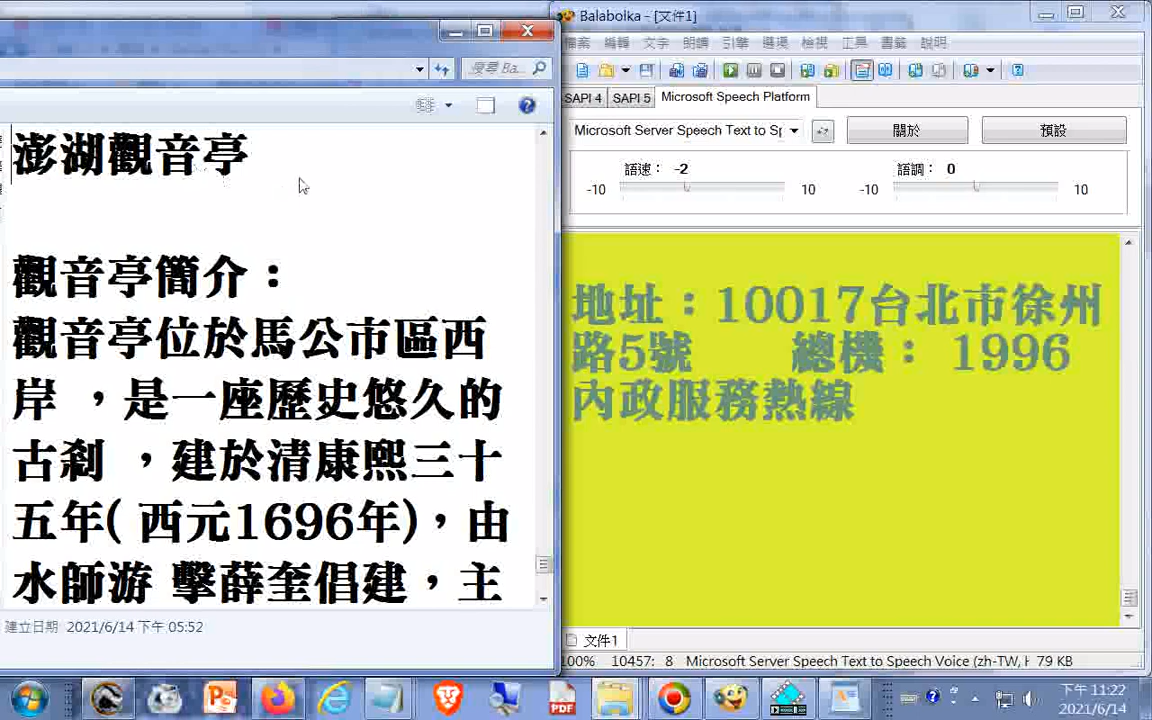 Balabolka - [文件1]
檔案 編輯 文字 朗讀 引擎 選項 檢視 工具 書籤 說明
搜尋 Ba...
SAPI 4 SAPI 5 Microsoft Speech Platform
Microsoft Server Speech Text to Sp
關於 預設
語速： -2
-10 10
語調： 0
-10 10
澎湖觀音亭
觀音亭簡介：
觀音亭位於馬公市區西
岸 ，是一座歷史悠久的
古剎 ，建於清康熙三十
五年( 西元1696年)，由
水師游 擊薛奎倡建，主
建立日期 2021/6/14 下午 05:52
地址：10017台北市徐州
路5號 總機： 1996
內政服務熱線
文件1
100% 10457: 8 Microsoft Server Speech Text to Speech Voice (zh-TW, H 79 KB
下午 11:22
2021/6/14